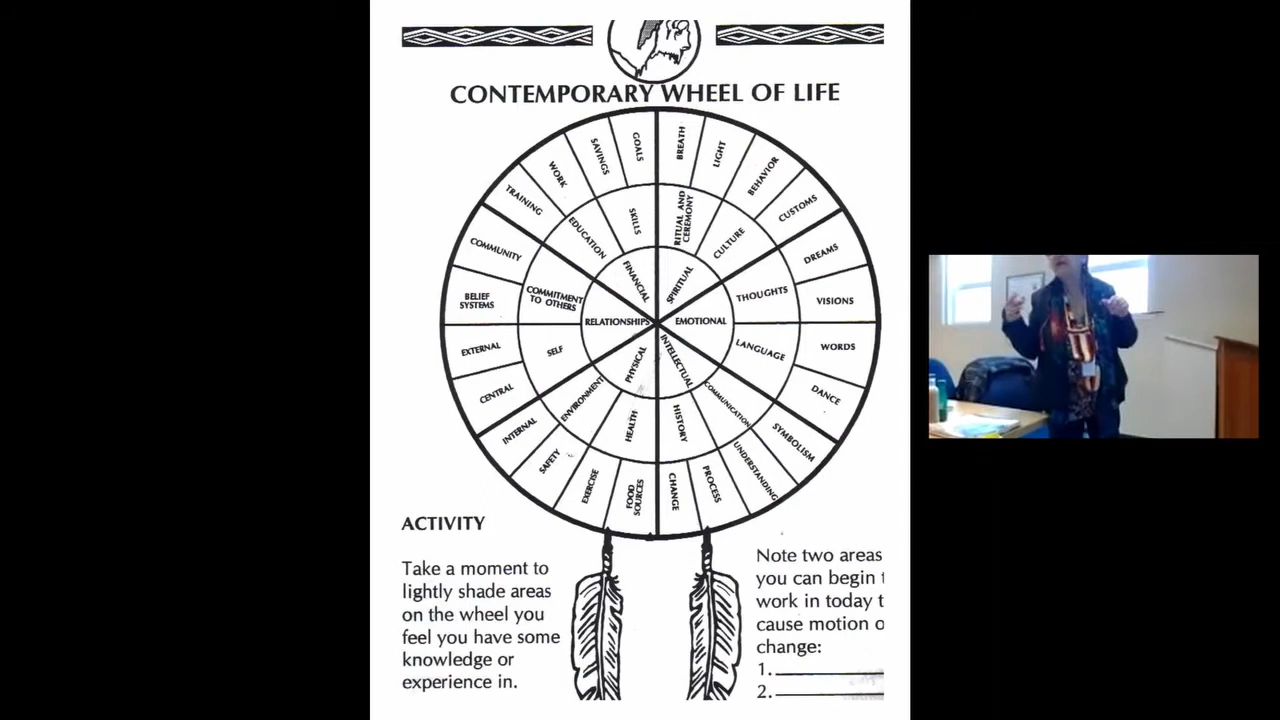 CONTEMPORARY WHEEL OF LIFE
BREATH
LIGHT
BEHAVIOR
CUSTOMS
DREAMS
VISIONS
WORDS
DANCE
SYMBOLISM
UNDERSTANDING
PROCESS
CHANGE
FOOD
SOURCES
EXERCISE
SAFETY
INTERNAL
CENTRAL
EXTERNAL
BELIEF
SYSTEMS
COMMUNITY
TRAINING
WORK
SAVINGS
GOALS
RITUAL AND
CEREMONY
CULTURE
THOUGHTS
LANGUAGE
COMMUNICATION
HISTORY
HEALTH
ENVIRONMENT
SELF
COMMITMENT
TO OTHERS
EDUCATION
SKILLS
SPIRITUAL
EMOTIONAL
INTELLECTUAL
PHYSICAL
RELATIONSHIPS
FINANCIAL
ACTIVITY
Take a moment to
lightly shade areas
on the wheel you
feel you have some
knowledge or
experience in.
Note two areas
you can begin
work in today
cause motion
change:
1.
2.